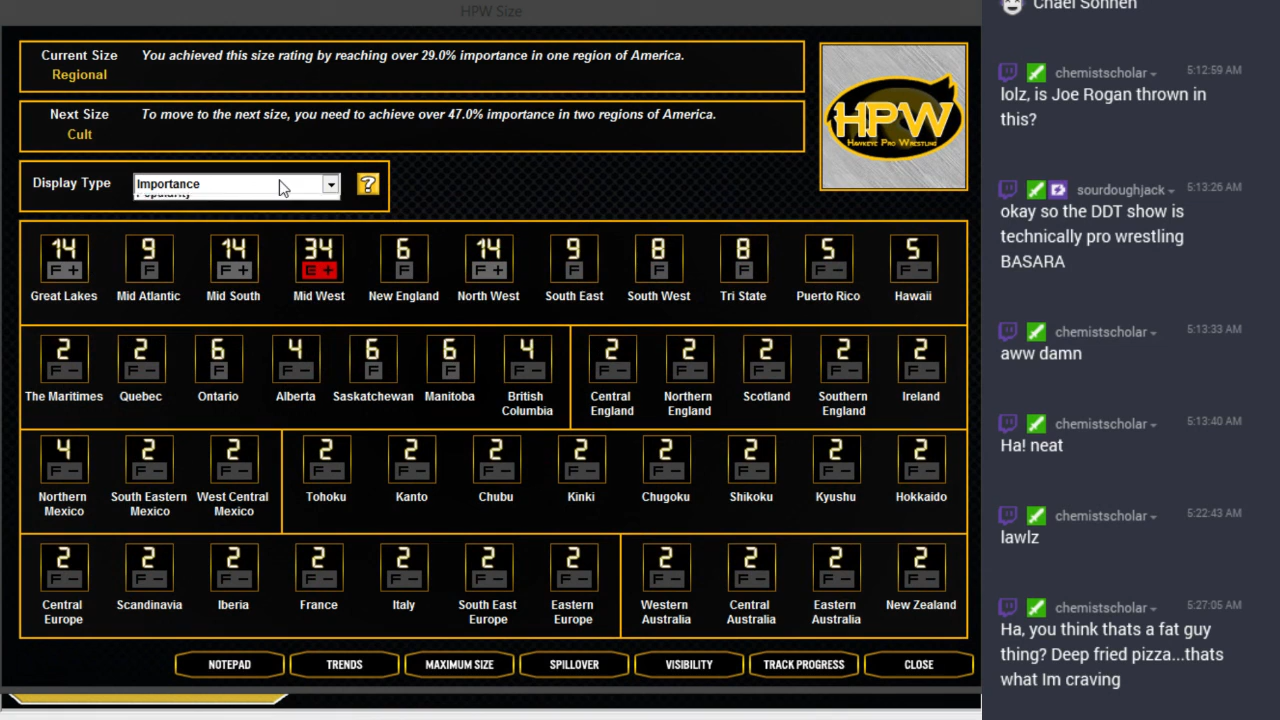 HPW Size
Chael Sonnen
Current Size
Regional
You achieved this size rating by reaching over 29.0% importance in one region of America.
Next Size
Cult
To move to the next size, you need to achieve over 47.0% importance in two regions of America.
HPW
HAWKEYE PRO WRESTLING
Display Type
Importance
Popularity
?
14 9 14 34 6 14 9 8 8 5 5
F+ F F+ E+ F F+ F F F F- F-
Great Lakes Mid Atlantic Mid South Mid West New England North West South East South West Tri State Puerto Rico Hawaii
2 2 6 4 6 6 4 2 2 2 2 2
F- F- F F- F F F- F- F- F- F- F-
The Maritimes Quebec Ontario Alberta Saskatchewan Manitoba British Central Northern Scotland Southern Ireland
Columbia England England England
4 2 2 2 2 2 2 2 2 2 2
F- F- F- F- F- F- F- F- F- F- F-
Northern South Eastern West Central Tohoku Kanto Chubu Kinki Chugoku Shikoku Kyushu Hokkaido
Mexico Mexico Mexico
2 2 2 2 2 2 2 2 2 2 2
F- F- F- F- F- F- F- F- F- F- F-
Central Scandinavia Iberia France Italy South East Eastern Western Central Eastern New Zealand
Europe Europe Europe Australia Australia Australia
NOTEPAD TRENDS MAXIMUM SIZE SPILLOVER VISIBILITY TRACK PROGRESS CLOSE
chemistscholar 5:12:59 AM
lolz, is Joe Rogan thrown in
this?
sourdoughjack 5:13:26 AM
okay so the DDT show is
technically pro wrestling
BASARA
chemistscholar 5:13:33 AM
aww damn
chemistscholar 5:13:40 AM
Ha! neat
chemistscholar 5:22:43 AM
lawlz
chemistscholar 5:27:05 AM
Ha, you think thats a fat guy
thing? Deep fried pizza...thats
what Im craving